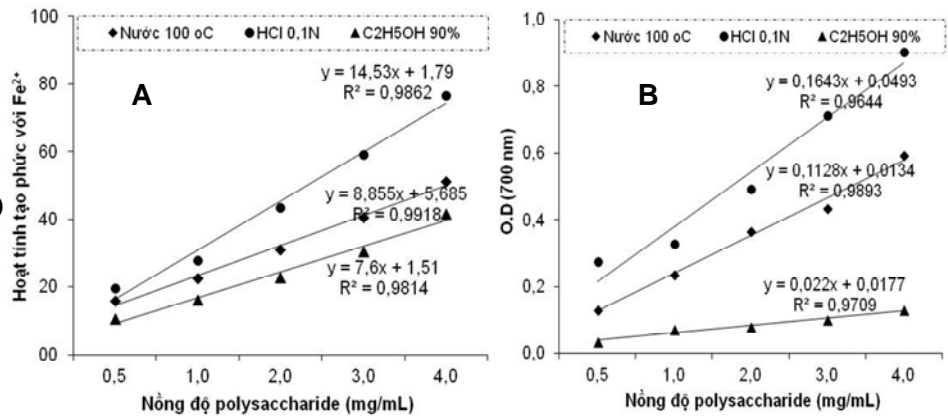 100
80
60
40
20
00
Hoạt tính tạo phức với Fe²⁺
Nước 100 oC
HCl 0,1N
C2H5OH 90%
A
y = 14,53x + 1,79
R² = 0,9862
y = 8,855x + 5,685
R² = 0,9918
y = 7,6x + 1,51
R² = 0,9814
0,5 1,0 2,0 3,0 4,0
Nồng độ polysaccharide (mg/mL)
1,0
0,8
0,6
0,4
0,2
0,0
O.D (700 nm)
Nước 100 oC
HCl 0,1N
C2H5OH 90%
B
y = 0,1643x + 0,0493
R² = 0,9644
y = 0,1128x + 0,0134
R² = 0,9893
y = 0,022x + 0,0177
R² = 0,9709
0,5 1,0 2,0 3,0 4,0
Nồng độ polysaccharide (mg/mL)